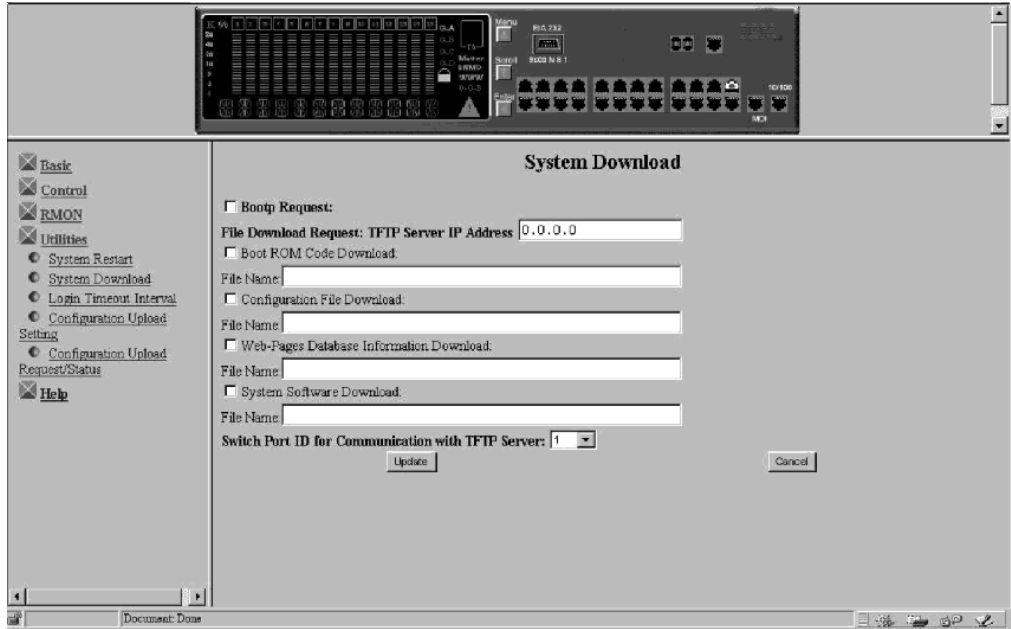 Menu
EIA 232
Scroll
9600 N 8 1
Enter
10/100
MDI
Basic
Control
RMON
Utilities
System Restart
System Download
Login Timeout Interval
Configuration Upload
Setting
Configuration Upload
Request/Status
Help
System Download
Bootp Request:
File Download Request: TFTP Server IP Address 0.0.0.0
Boot ROM Code Download:
File Name:
Configuration File Download:
File Name:
Web-Pages Database Information Download:
File Name:
System Software Download:
File Name:
Switch Port ID for Communication with TFTP Server: 1
Update
Cancel
Document: Done